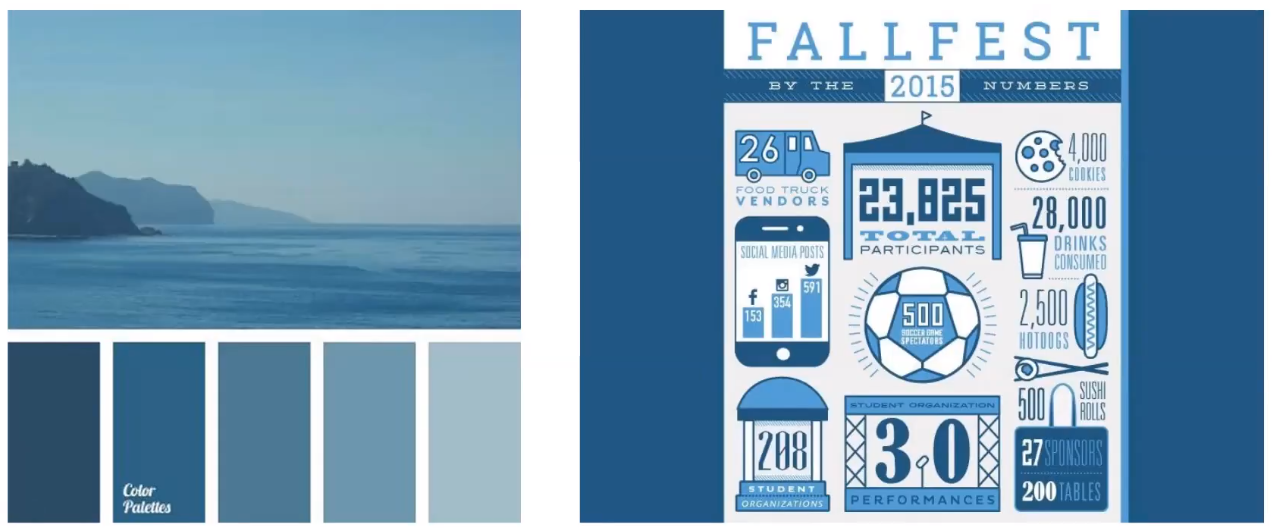 Color
Palettes
FALLFEST
BY THE 2015 NUMBERS
26
FOOD TRUCK
VENDORS
SOCIAL MEDIA POSTS
153
354
591
208
STUDENT
ORGANIZATIONS
23,825
TOTAL
PARTICIPANTS
500
SOCCER GAME
SPECTATORS
STUDENT ORGANIZATION
30
PERFORMANCES
4,000
COOKIES
28,000
DRINKS
CONSUMED
2,500
HOTDOGS
500
SUSHI
ROLLS
27 SPONSORS
200 TABLES